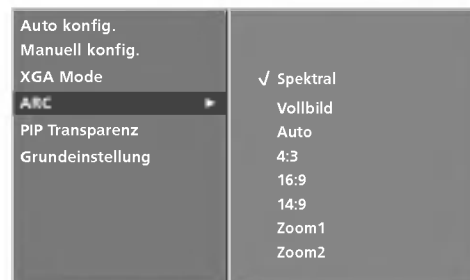 Auto konfig.
Manuell konfig.
XGA Mode
ARC
PIP Transparenz
Grundeinstellung
√ Spektral
Vollbild
Auto
4:3
16:9
14:9
Zoom1
Zoom2